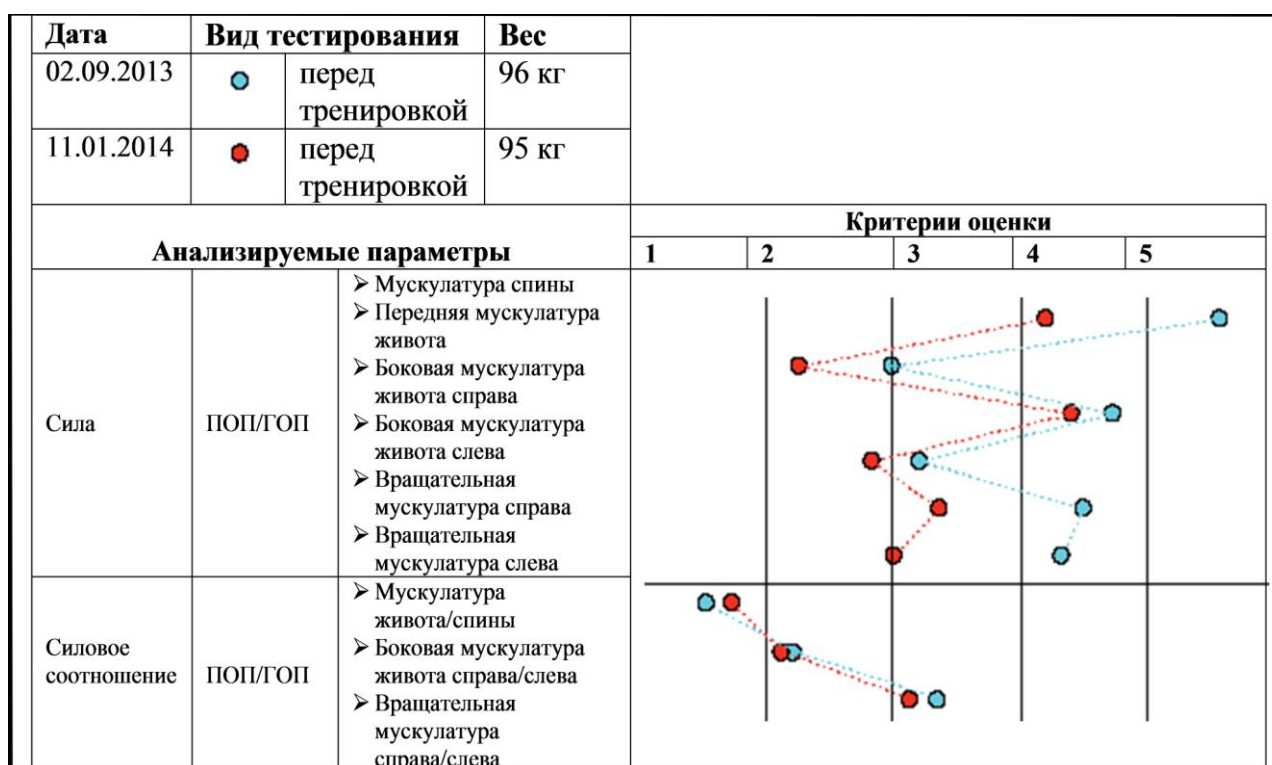 Дата Вид тестирования Вес
02.09.2013 перед 96 кг
тренировкой
11.01.2014 перед 95 кг
тренировкой
Критерии оценки
Анализируемые параметры
1 2 3 4 5
Сила
ПОП/ГОП
➢ Мускулатура спины
➢ Передняя мускулатура
живота
➢ Боковая мускулатура
живота справа
➢ Боковая мускулатура
живота слева
➢ Вращательная
мускулатура справа
➢ Вращательная
мускулатура слева
Силовое
соотношение
ПОП/ГОП
➢ Мускулатура
живота/спины
➢ Боковая мускулатура
живота справа/слева
➢ Вращательная
мускулатура
справа/слева